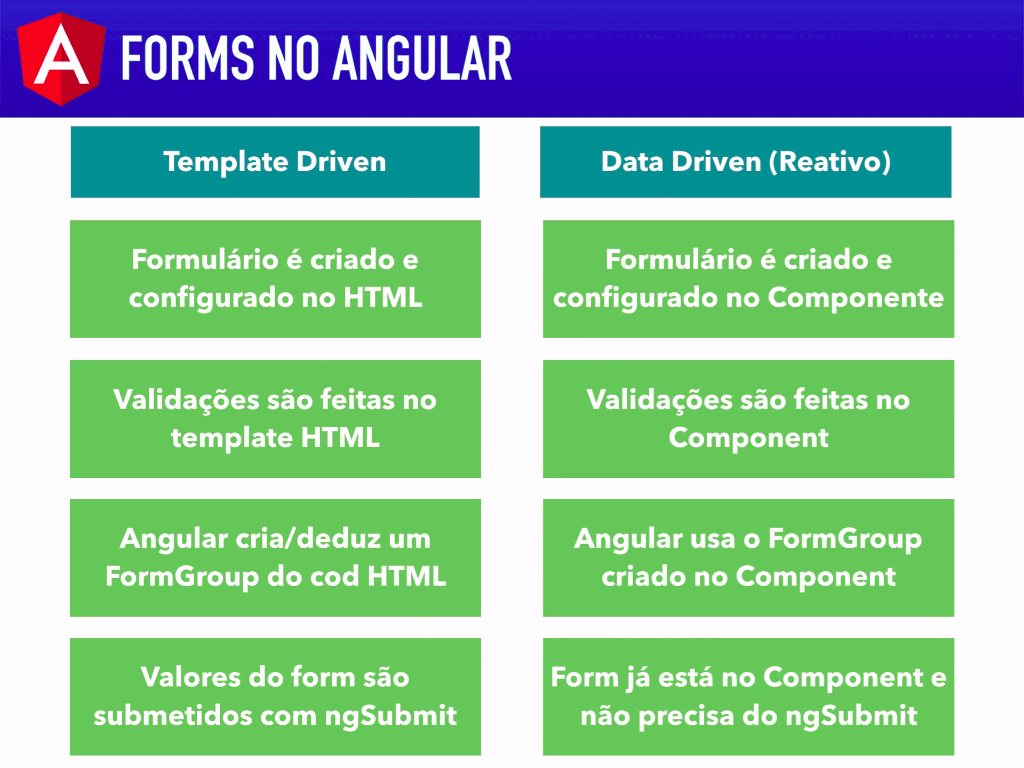 A FORMS NO ANGULAR
Template Driven
Data Driven (Reativo)
Formulário é criado e
configurado no HTML
Formulário é criado e
configurado no Componente
Validações são feitas no
template HTML
Validações são feitas no
Component
Angular cria/deduz um
FormGroup do cod HTML
Angular usa o FormGroup
criado no Component
Valores do form são
submetidos com ngSubmit
Form já está no Component e
não precisa do ngSubmit